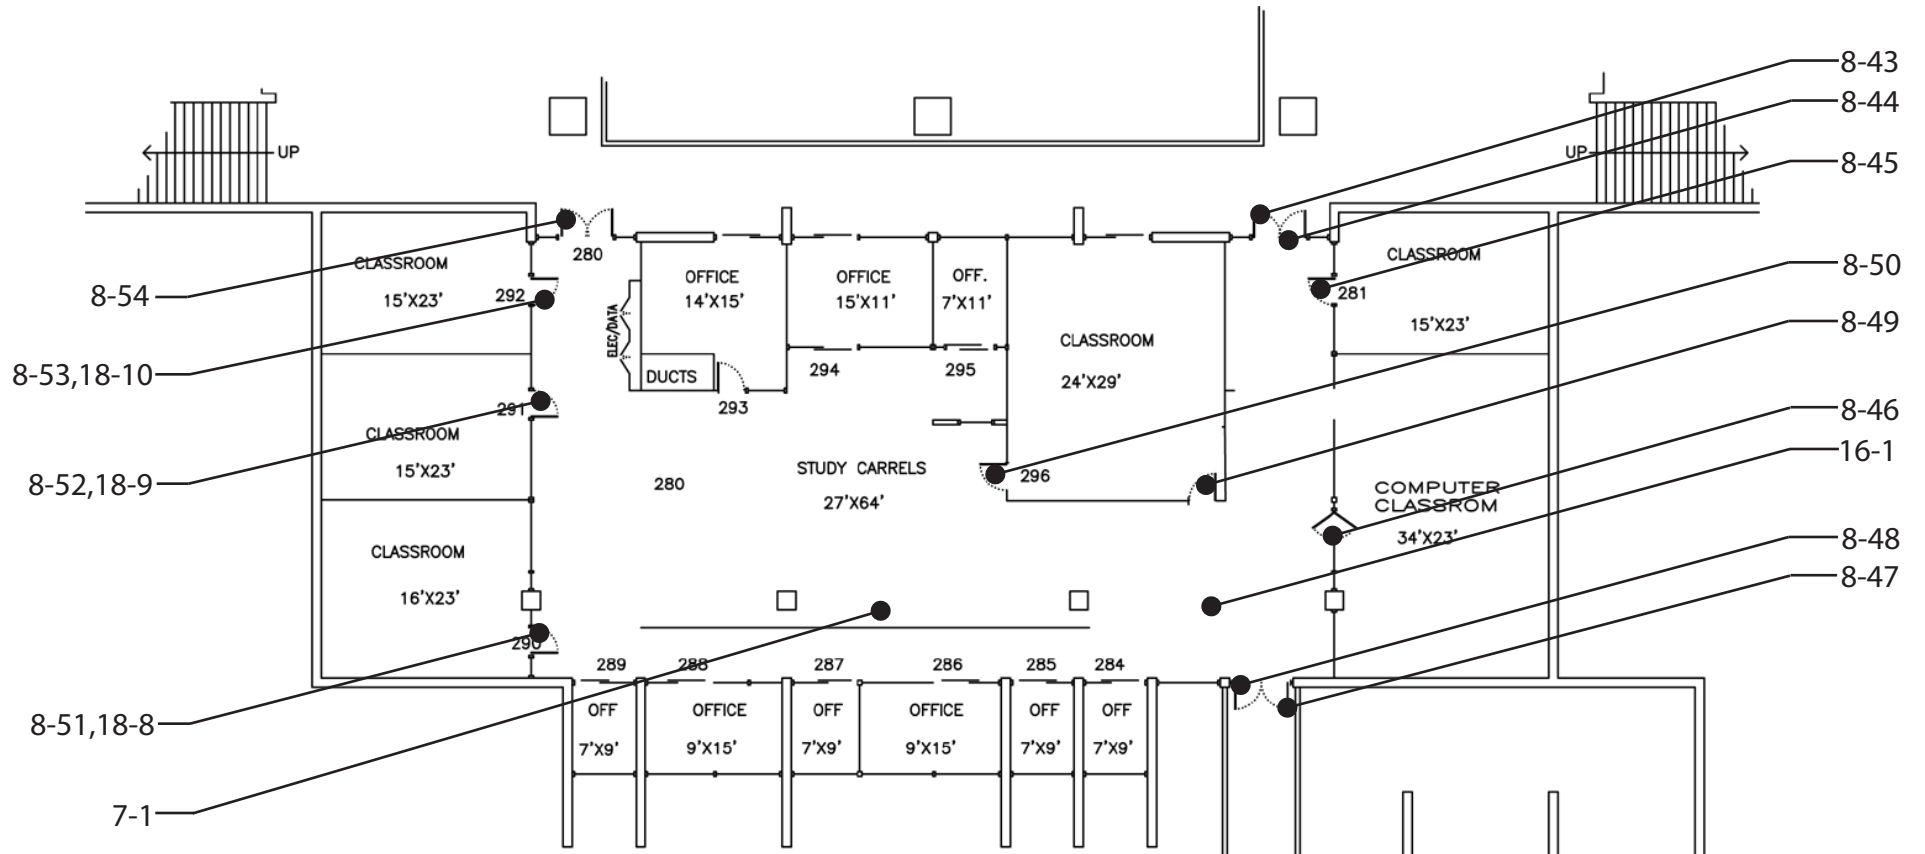 8-43
8-44
UP
UP
8-45
280
CLASSROOM
CLASSROOM
8-50
OFFICE
OFFICE
OFF.
8-54
292
15'X23'
14'X15'
15'X11'
7'X11'
281
8-49
ELEC/DATA
15'X23'
CLASSROOM
8-53,18-10
DUCTS
294
295
24'X29'
293
291
8-46
CLASSROOM
16-1
15'X23'
STUDY CARRELS
296
8-52,18-9
280
27'X64'
COMPUTER
CLASSROM
34'X23'
8-48
CLASSROOM
8-47
16'X23'
290
289
288
287
286
285
284
8-51,18-8
OFF
OFFICE
OFF
OFFICE
OFF
OFF
7'X9'
9'X15'
7'X9'
9'X15'
7'X9'
7'X9'
7-1